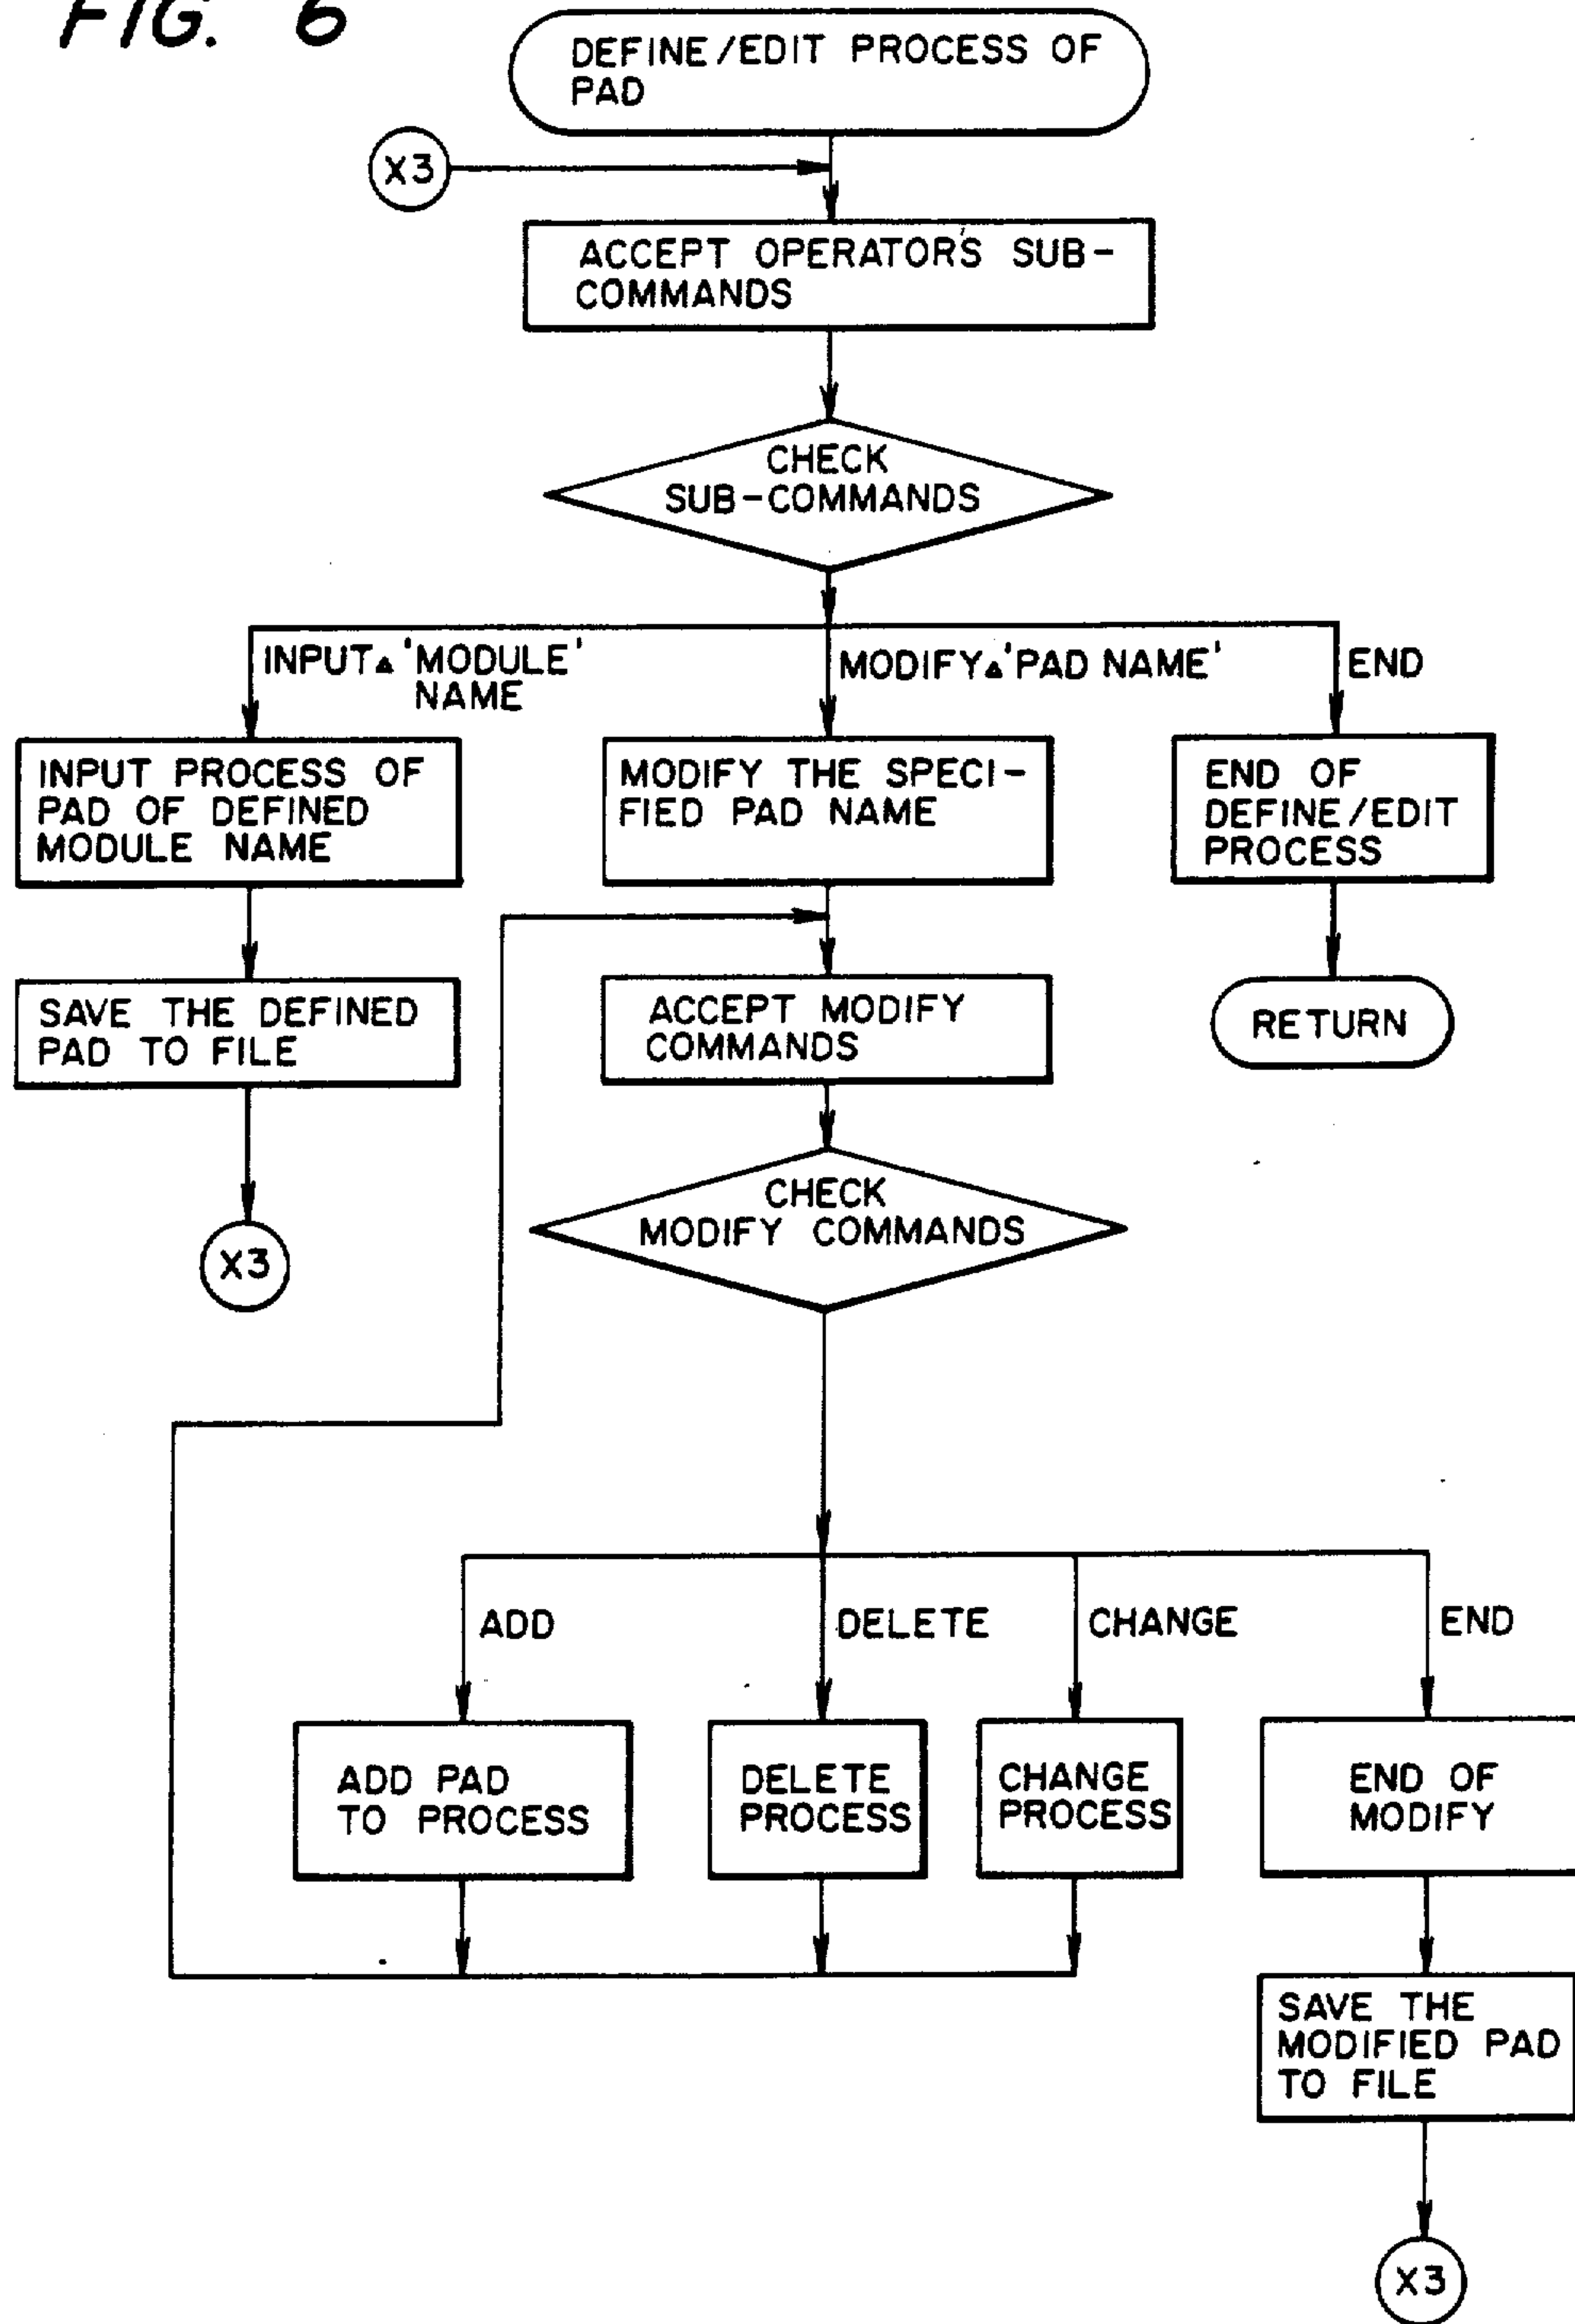 FIG. 6
DEFINE/EDIT PROCESS OF
PAD
X3
ACCEPT OPERATOR'S SUB-
COMMANDS
CHECK
SUB-COMMANDS
INPUT▵'MODULE'
NAME
MODIFY▵'PAD NAME'
END
INPUT PROCESS OF
PAD OF DEFINED
MODULE NAME
MODIFY THE SPECI-
FIED PAD NAME
END OF
DEFINE/EDIT
PROCESS
SAVE THE DEFINED
PAD TO FILE
ACCEPT MODIFY
COMMANDS
RETURN
CHECK
MODIFY COMMANDS
X3
ADD
DELETE
CHANGE
END
ADD PAD
TO PROCESS
DELETE
PROCESS
CHANGE
PROCESS
END OF
MODIFY
SAVE THE
MODIFIED PAD
TO FILE
X3